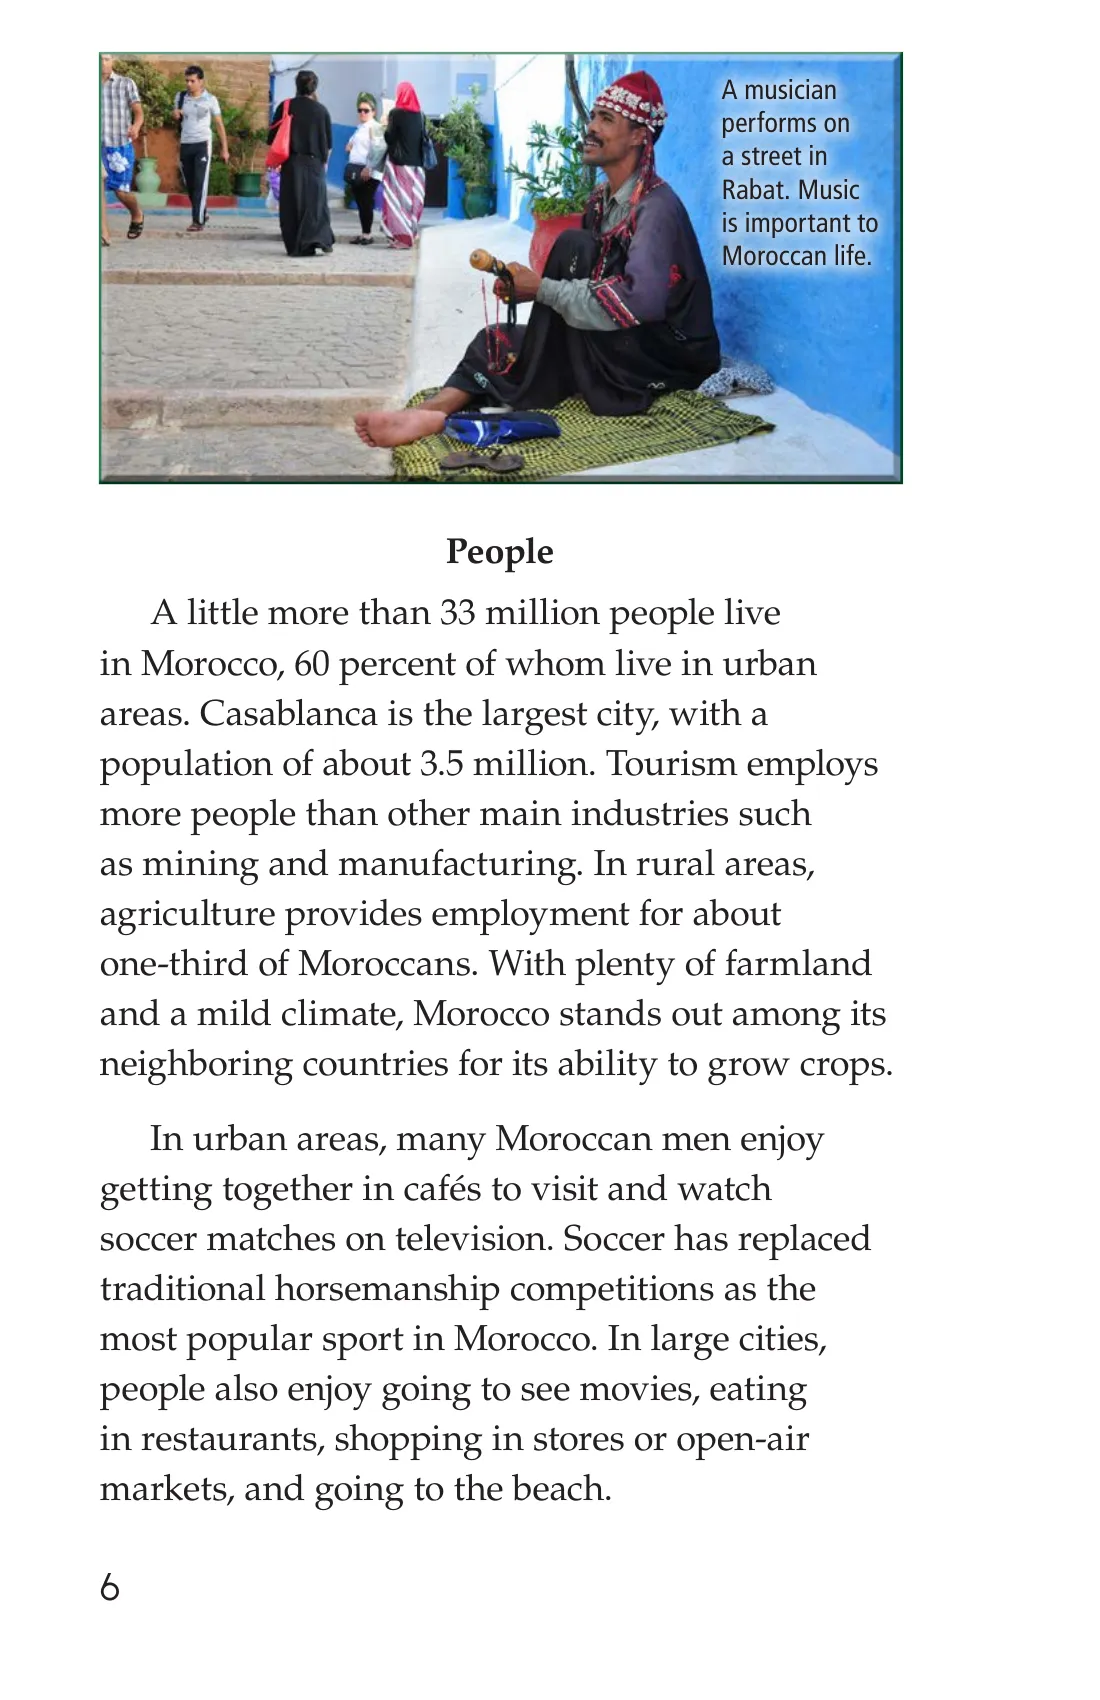 A musician
performs on
a street in
Rabat. Music
is important to
Moroccan life.
People
A little more than 33 million people live
in Morocco, 60 percent of whom live in urban
areas. Casablanca is the largest city, with a
population of about 3.5 million. Tourism employs
more people than other main industries such
as mining and manufacturing. In rural areas,
agriculture provides employment for about
one-third of Moroccans. With plenty of farmland
and a mild climate, Morocco stands out among its
neighboring countries for its ability to grow crops.
In urban areas, many Moroccan men enjoy
getting together in cafés to visit and watch
soccer matches on television. Soccer has replaced
traditional horsemanship competitions as the
most popular sport in Morocco. In large cities,
people also enjoy going to see movies, eating
in restaurants, shopping in stores or open-air
markets, and going to the beach.
6